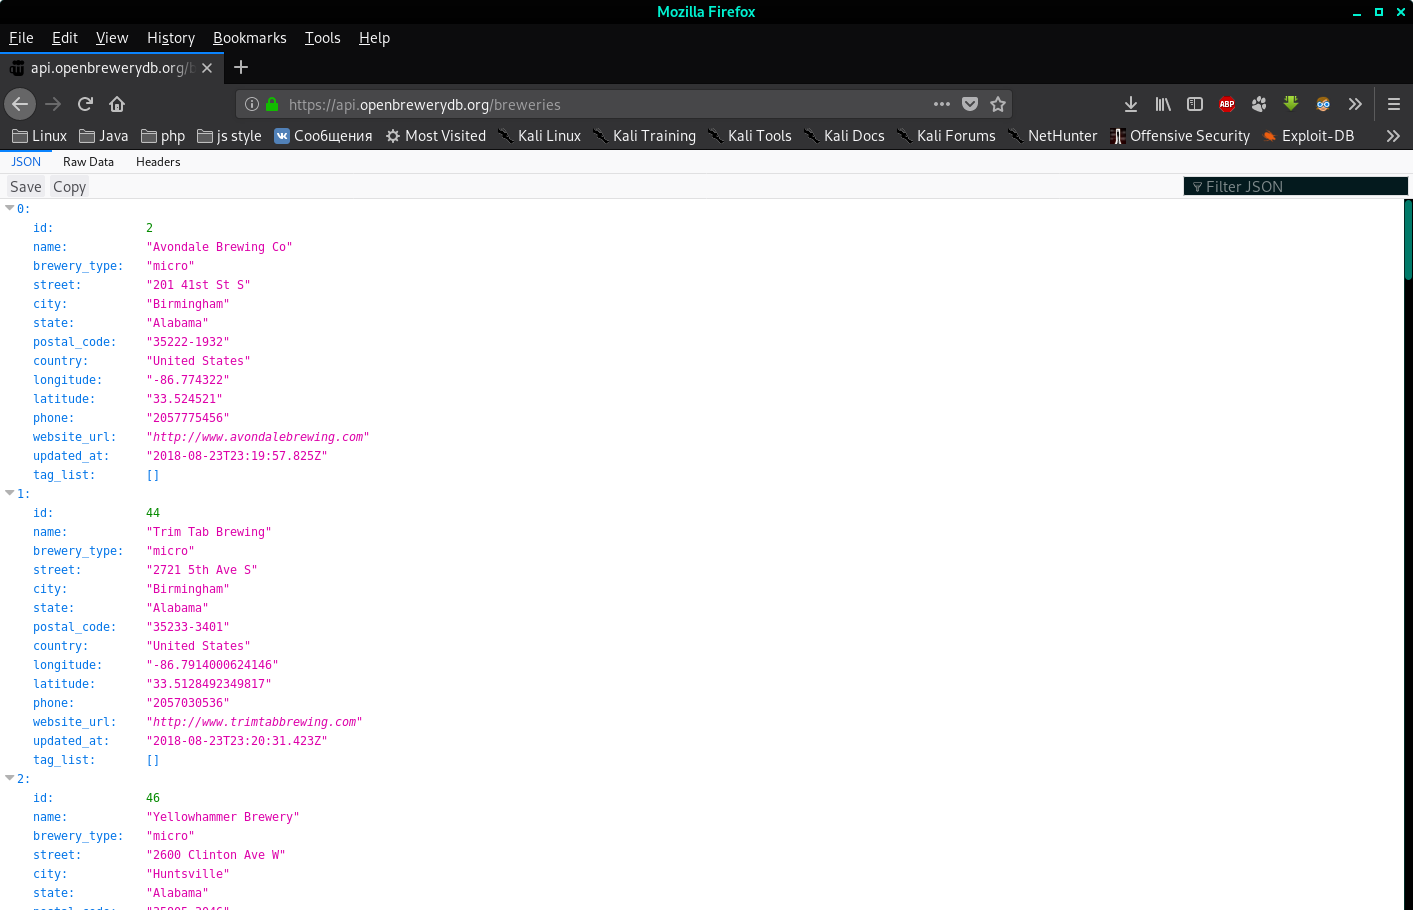 Mozilla Firefox
File Edit View History Bookmarks Tools Help
api.openbrewerydb.org/b
https://api.openbrewerydb.org/breweries
ABP
Linux Java php js style Сообщения Most Visited Kali Linux Kali Training Kali Tools Kali Docs Kali Forums NetHunter Offensive Security Exploit-DB
JSON Raw Data Headers
Save Copy Filter JSON
0:
id: 2
name: "Avondale Brewing Co"
brewery_type: "micro"
street: "201 41st St S"
city: "Birmingham"
state: "Alabama"
postal_code: "35222-1932"
country: "United States"
longitude: "-86.774322"
latitude: "33.524521"
phone: "2057775456"
website_url: "http://www.avondalebrewing.com"
updated_at: "2018-08-23T23:19:57.825Z"
tag_list: []
1:
id: 44
name: "Trim Tab Brewing"
brewery_type: "micro"
street: "2721 5th Ave S"
city: "Birmingham"
state: "Alabama"
postal_code: "35233-3401"
country: "United States"
longitude: "-86.7914000624146"
latitude: "33.5128492349817"
phone: "2057030536"
website_url: "http://www.trimtabbrewing.com"
updated_at: "2018-08-23T23:20:31.423Z"
tag_list: []
2:
id: 46
name: "Yellowhammer Brewery"
brewery_type: "micro"
street: "2600 Clinton Ave W"
city: "Huntsville"
state: "Alabama"